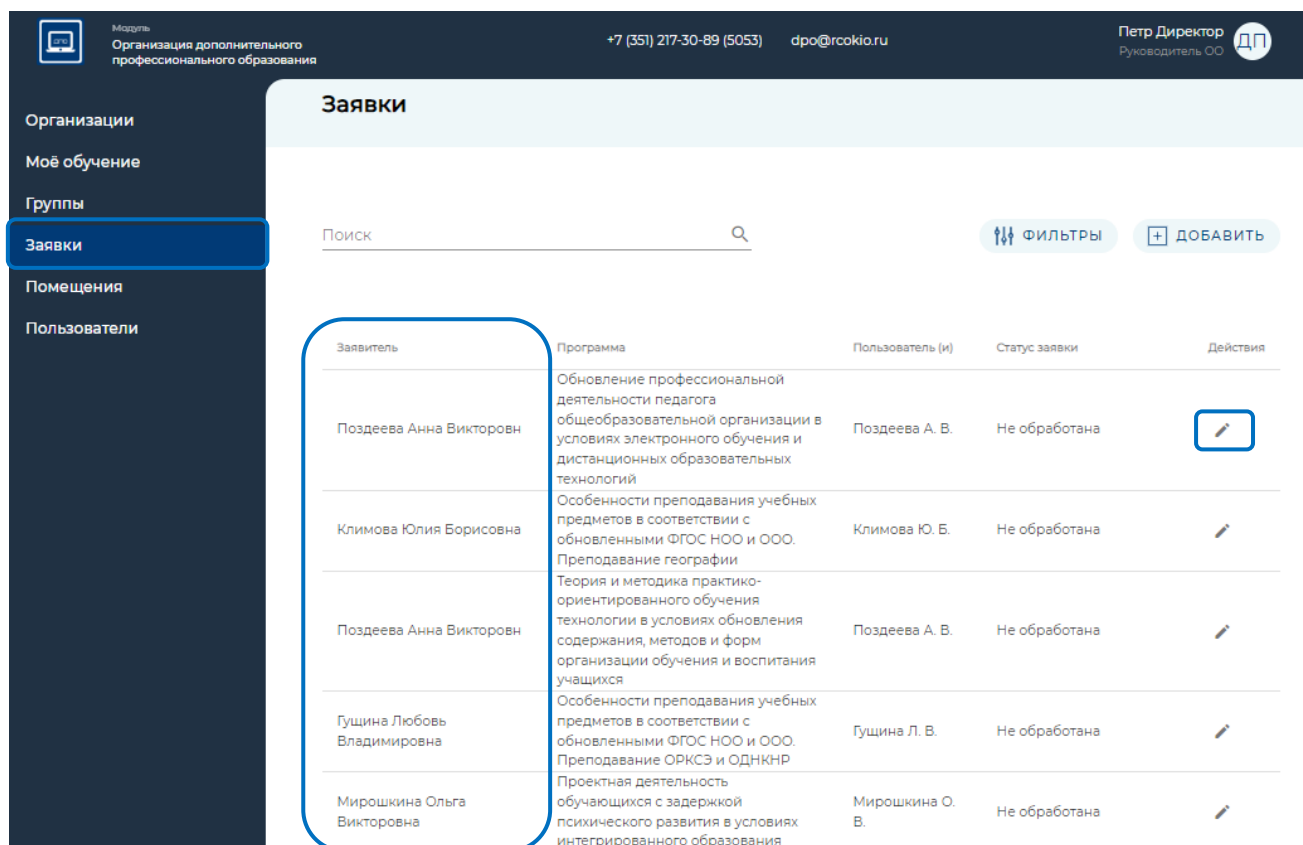 Модуль
Организация дополнительного
профессионального образования
+7 (351) 217-30-89 (5053)
dpo@rcokio.ru
Петр Директор
Руководитель ОО
ДП
Организации
Моё обучение
Группы
Заявки
Помещения
Пользователи
Заявки
Поиск
ФИЛЬТРЫ
ДОБАВИТЬ
Заявитель
Программа
Пользователь (и)
Статус заявки
Действия
Поздеева Анна Викторовн
Обновление профессиональной
деятельности педагога
общеобразовательной организации в
условиях электронного обучения и
дистанционных образовательных
технологий
Поздеева А. В.
Не обработана
Климова Юлия Борисовна
Особенности преподавания учебных
предметов в соответствии с
обновленными ФГОС НОО и ООО.
Преподавание географии
Климова Ю. Б.
Не обработана
Поздеева Анна Викторовн
Теория и методика практико-
ориентированного обучения
технологии в условиях обновления
содержания, методов и форм
организации обучения и воспитания
учащихся
Поздеева А. В.
Не обработана
Гущина Любовь
Владимировна
Особенности преподавания учебных
предметов в соответствии с
обновленными ФГОС НОО и ООО.
Преподавание ОРКСЭ и ОДНКНР
Гущина Л. В.
Не обработана
Мирошкина Ольга
Викторовна
Проектная деятельность
обучающихся с задержкой
психического развития в условиях
интегрированного образования
Мирошкина О.
В.
Не обработана